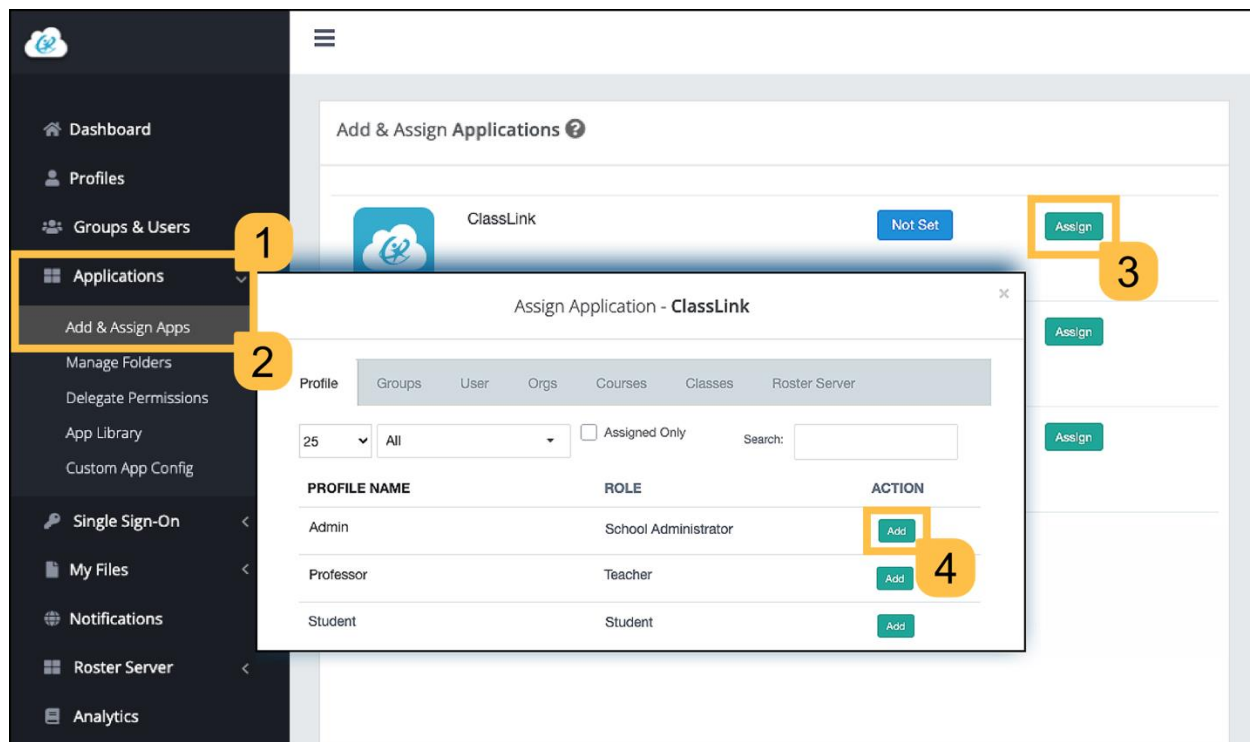 Dashboard
Profiles
Groups & Users
1
Applications
Add & Assign Apps
2
Manage Folders
Delegate Permissions
App Library
Custom App Config
Single Sign-On
My Files
Notifications
Roster Server
Analytics
Add & Assign Applications
ClassLink
Not Set
Assign
3
Assign
Assign
Assign Application - ClassLink
×
Profile Groups User Orgs Courses Classes Roster Server
25 All Assigned Only Search:
PROFILE NAME ROLE ACTION
Admin School Administrator Add
4
Professor Teacher Add
Student Student Add